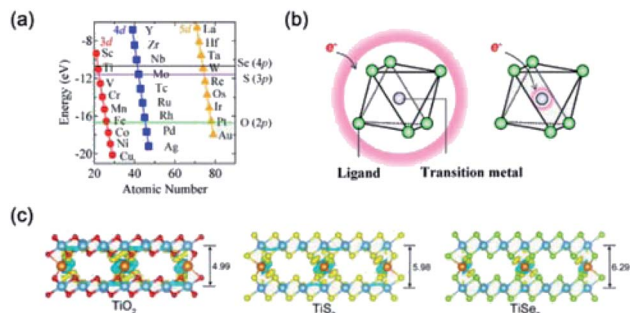 (a)
Energy (eV)
-8
-12
-16
-20
3d
4d
5d
Sc
Ti
V
Cr
Mn
Fe
Co
Ni
Cu
Y
Zr
Nb
Mo
Tc
Ru
Rh
Pd
Ag
La
Hf
Ta
W
Re
Os
Ir
Pt
Au
Se (4p)
S (3p)
O (2p)
20 40 60 80
Atomic Number
(b)
e-
e-
Ligand
Transition metal
(c)
4.99
5.98
6.29
TiO2
TiS2
TiSe2